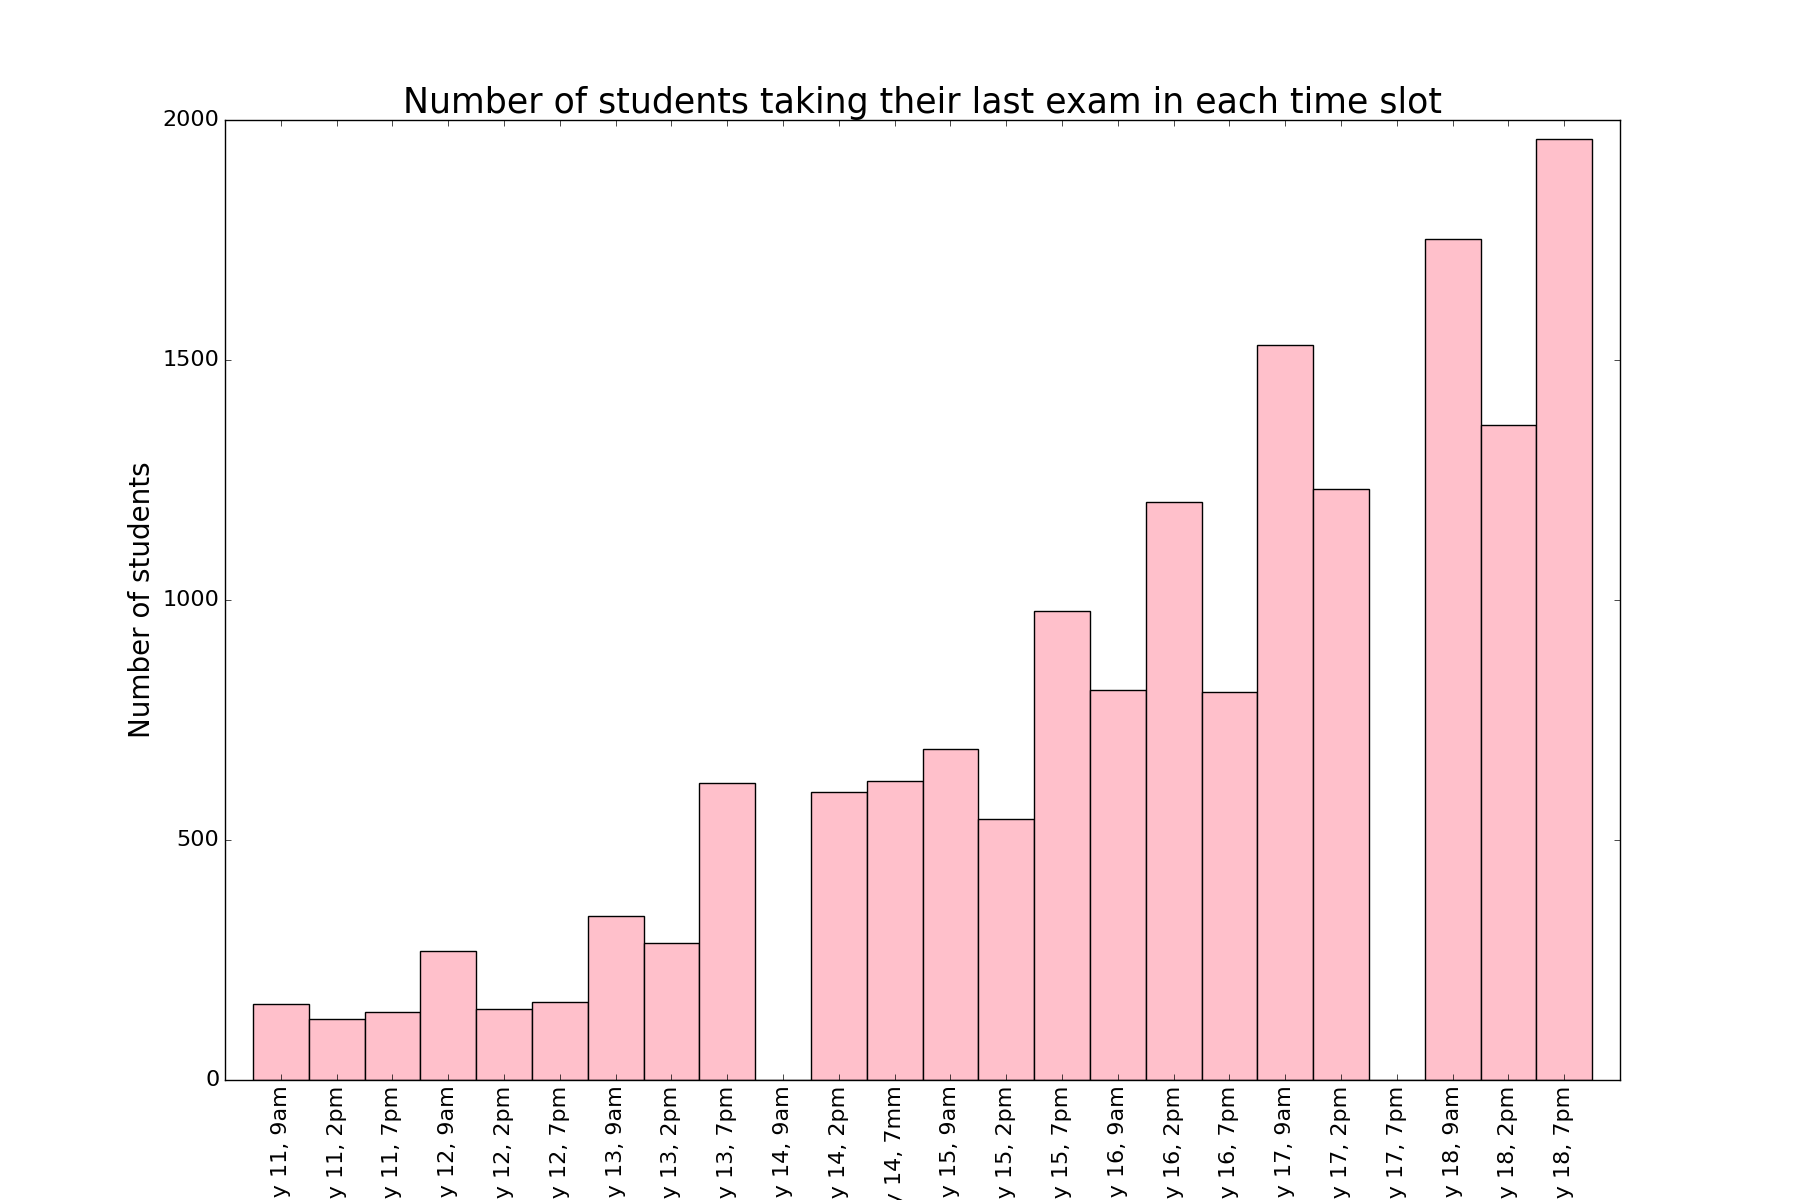 Number of students taking their last exam in each time slot
Number of students
2000
1500
1000
500
0
y 11, 9am
y 11, 2pm
y 11, 7pm
y 12, 9am
y 12, 2pm
y 12, 7pm
y 13, 9am
y 13, 2pm
y 13, 7pm
y 14, 9am
y 14, 2pm
y 14, 7mm
y 15, 9am
y 15, 2pm
y 15, 7pm
y 16, 9am
y 16, 2pm
y 16, 7pm
y 17, 9am
y 17, 2pm
y 17, 7pm
y 18, 9am
y 18, 2pm
y 18, 7pm